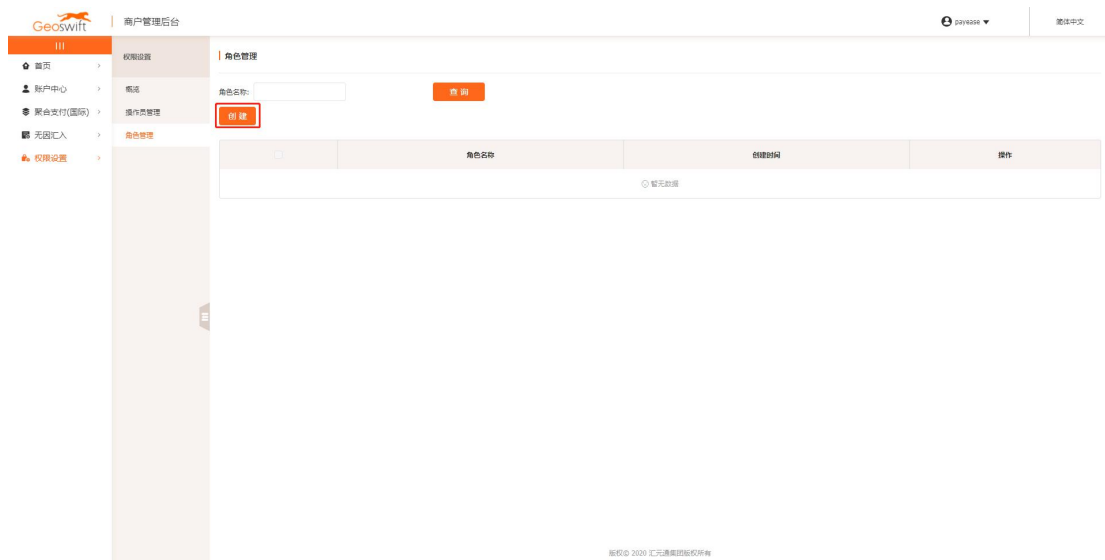 Geoswift
商户管理后台
payease
简体中文
首页
账户中心
聚合支付(国际)
无因汇入
权限设置
权限设置
概览
操作员管理
角色管理
角色管理
角色名称:
查 询
创 建
角色名称
创建时间
操作
暂无数据
版权© 2020 汇元通集团版权所有